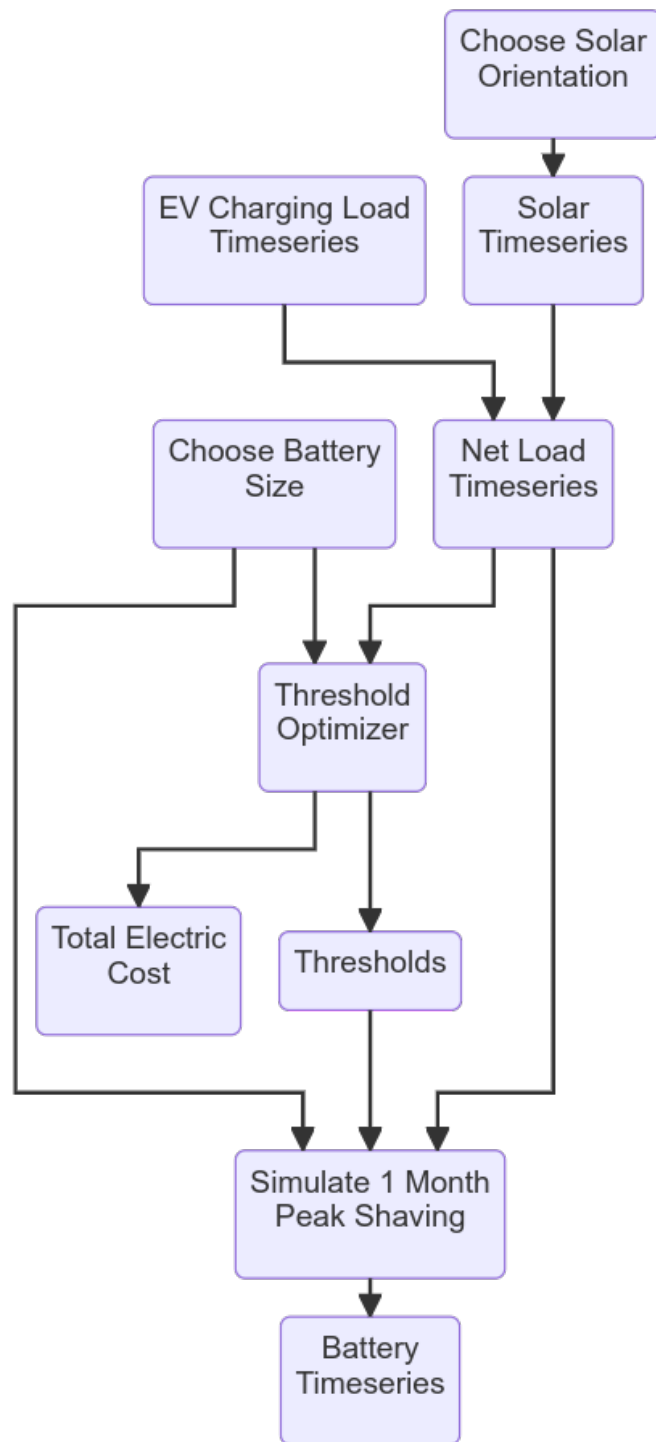 Choose Solar
Orientation
EV Charging Load
Timeseries
Solar
Timeseries
Choose Battery
Size
Net Load
Timeseries
Threshold
Optimizer
Total Electric
Cost
Thresholds
Simulate 1 Month
Peak Shaving
Battery
Timeseries